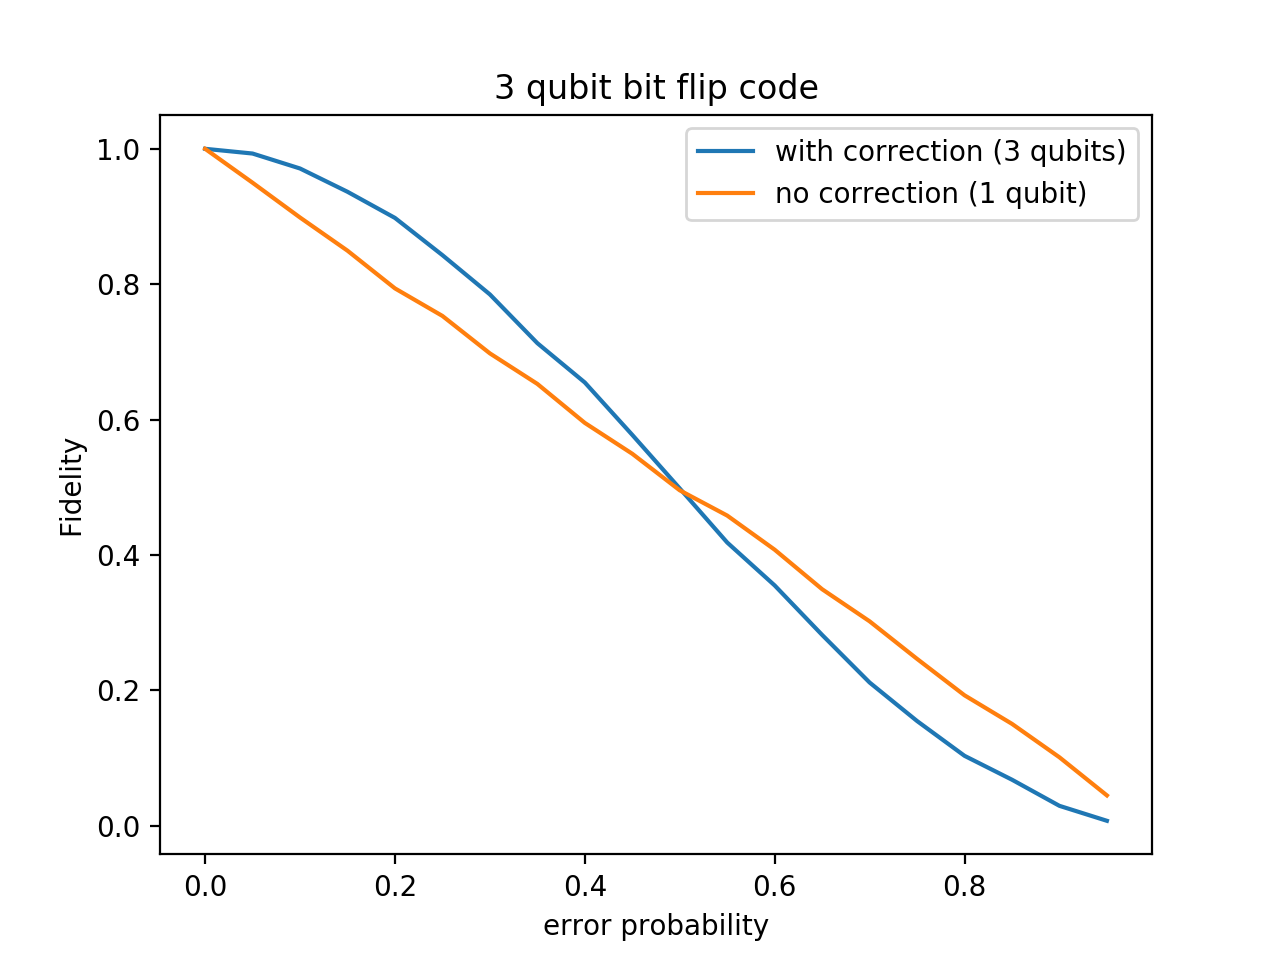 3 qubit bit flip code
with correction (3 qubits)
no correction (1 qubit)
1.0
0.8
0.6
0.4
0.2
0.0
Fidelity
0.0 0.2 0.4 0.6 0.8
error probability